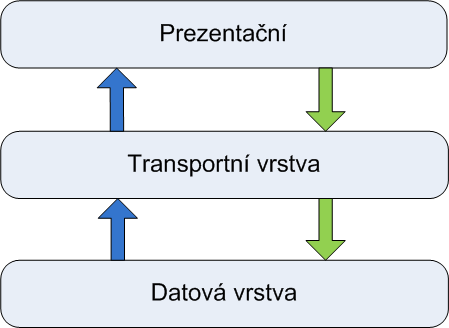 Prezentační
Transportní vrstva
Datová vrstva